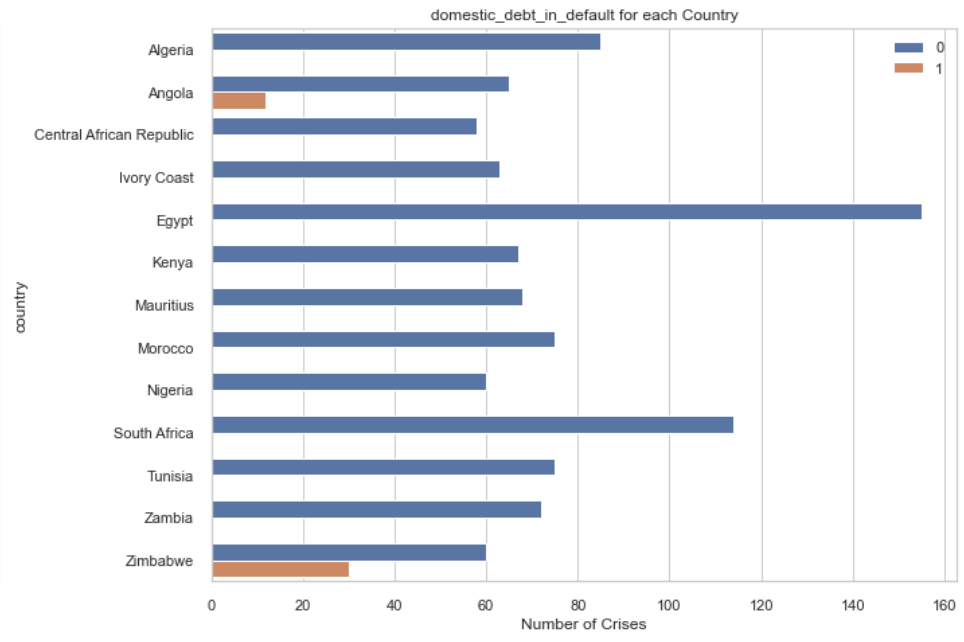 domestic_debt_in_default for each Country
0
1
Algeria
Angola
Central African Republic
Ivory Coast
Egypt
Kenya
Mauritius
Morocco
Nigeria
South Africa
Tunisia
Zambia
Zimbabwe
country
0 20 40 60 80 100 120 140 160
Number of Crises